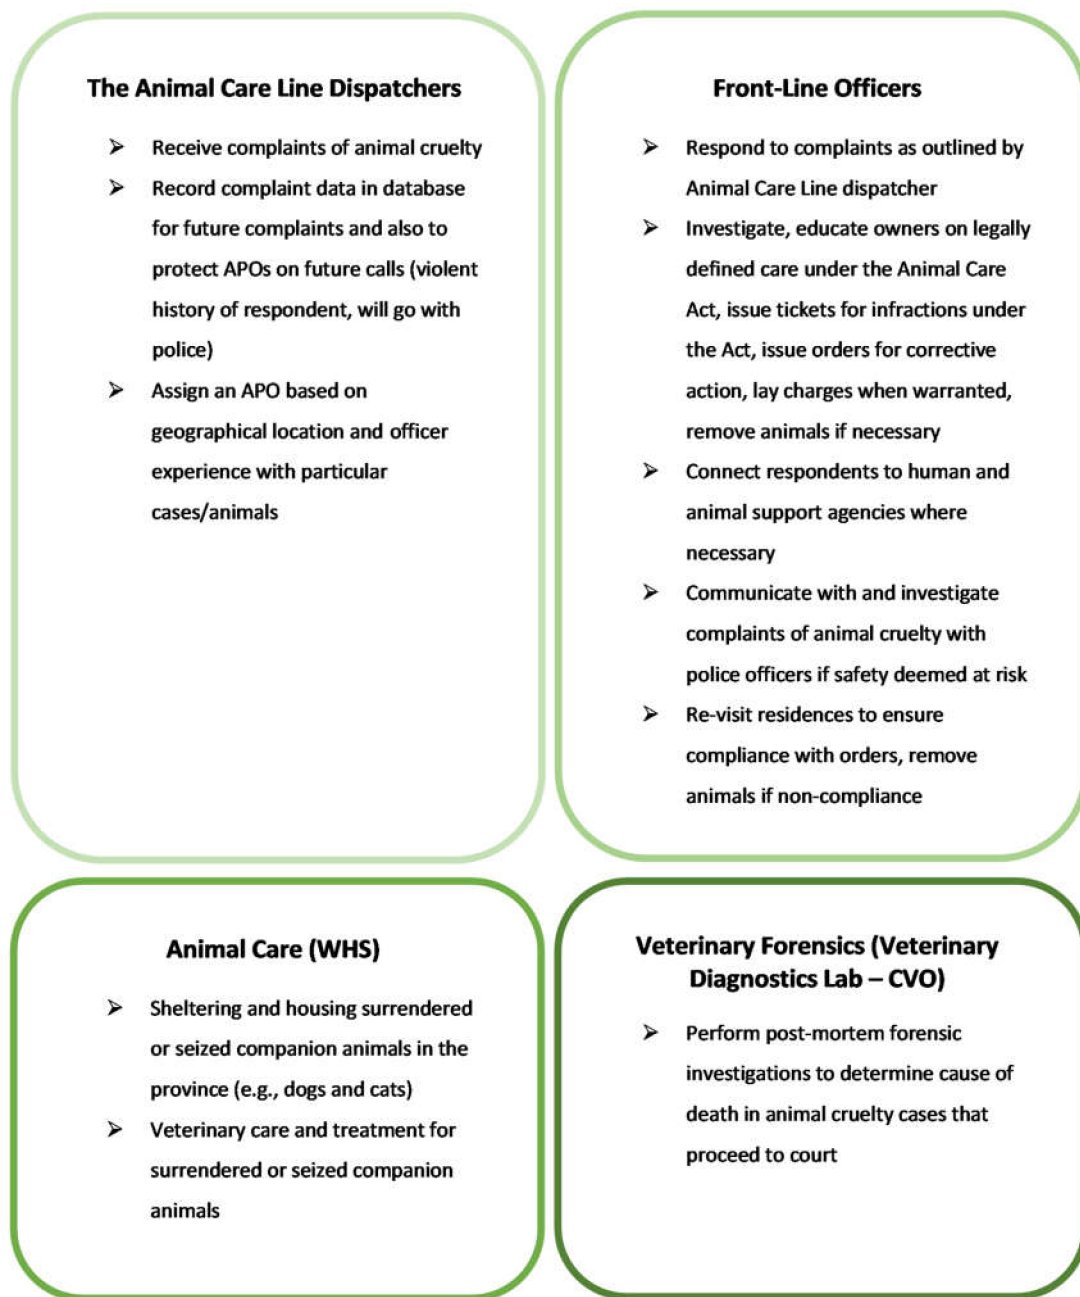 The Animal Care Line Dispatchers
➢ Receive complaints of animal cruelty
➢ Record complaint data in database
for future complaints and also to
protect APOs on future calls (violent
history of respondent, will go with
police)
➢ Assign an APO based on
geographical location and officer
experience with particular
cases/animals
Front-Line Officers
➢ Respond to complaints as outlined by
Animal Care Line dispatcher
➢ Investigate, educate owners on legally
defined care under the Animal Care
Act, issue tickets for infractions under
the Act, issue orders for corrective
action, lay charges when warranted,
remove animals if necessary
➢ Connect respondents to human and
animal support agencies where
necessary
➢ Communicate with and investigate
complaints of animal cruelty with
police officers if safety deemed at risk
➢ Re-visit residences to ensure
compliance with orders, remove
animals if non-compliance
Animal Care (WHS)
➢ Sheltering and housing surrendered
or seized companion animals in the
province (e.g., dogs and cats)
➢ Veterinary care and treatment for
surrendered or seized companion
animals
Veterinary Forensics (Veterinary
Diagnostics Lab – CVO)
➢ Perform post-mortem forensic
investigations to determine cause of
death in animal cruelty cases that
proceed to court